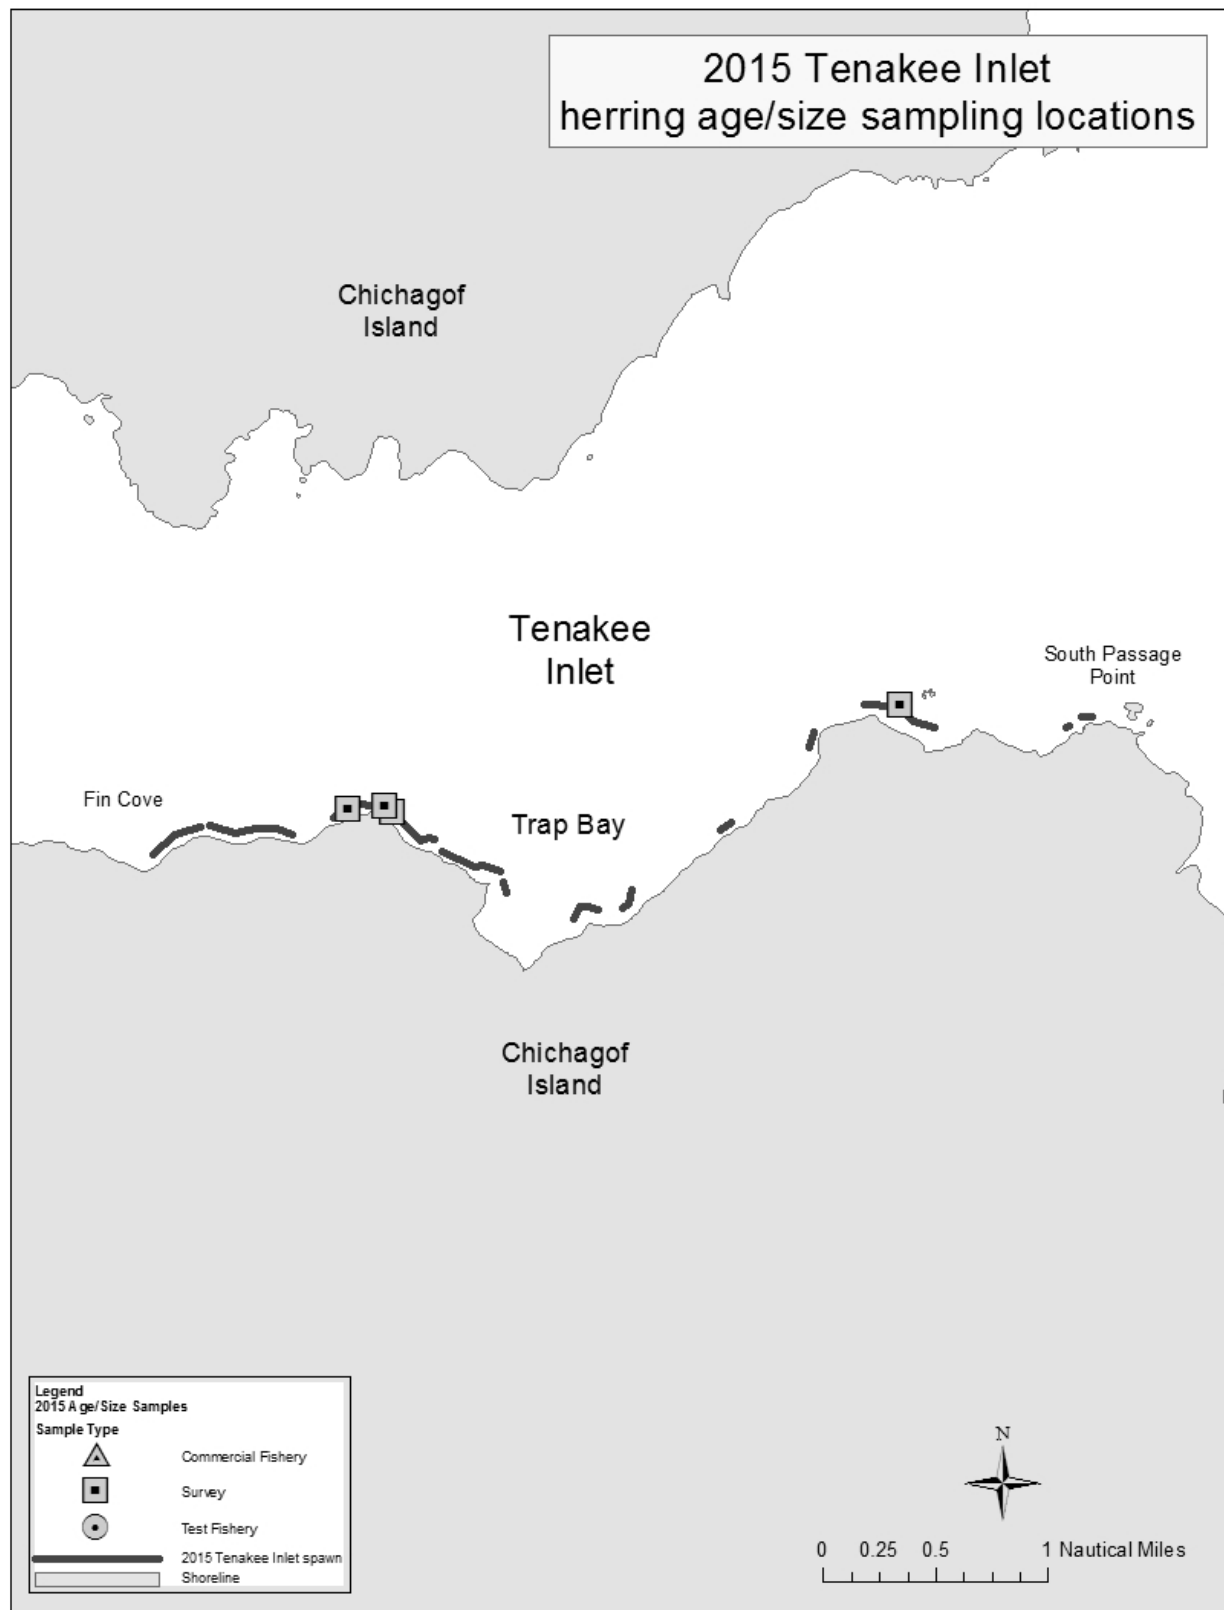 2015 Tenakee Inlet
herring age/size sampling locations
Chichagof
Island
Tenakee
Inlet
South Passage
Point
Fin Cove
Trap Bay
Chichagof
Island
Legend
2015 Age/Size Samples
Sample Type
Commercial Fishery
Survey
Test Fishery
2015 Tenakee Inlet spawn
Shoreline
N
0 0.25 0.5 1 Nautical Miles